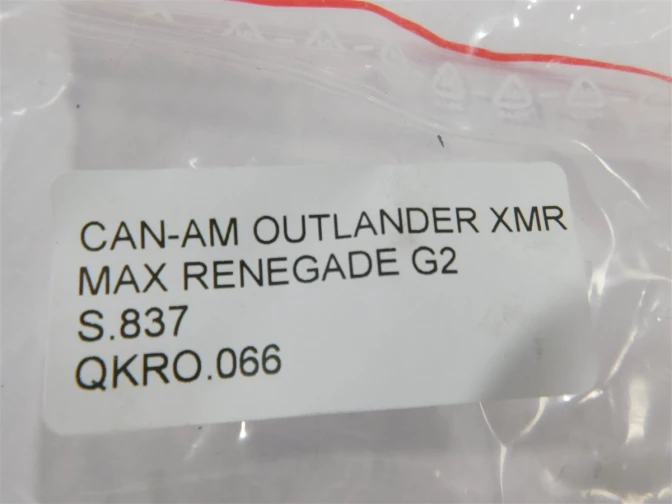 CAN-AM OUTLANDER XMR
MAX RENEGADE G2
S.837
QKRO.066